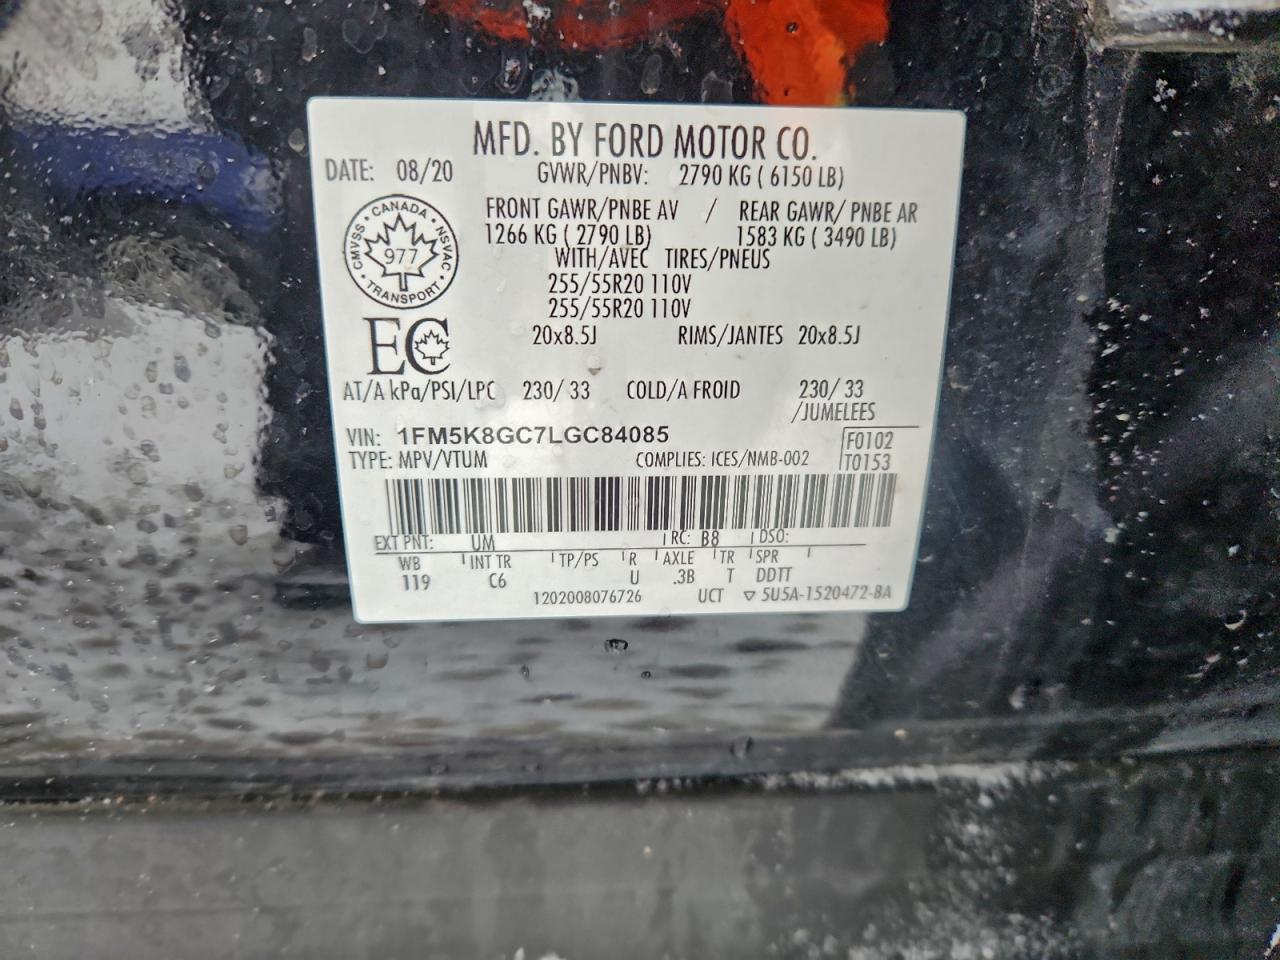 MFD. BY FORD MOTOR CO.
DATE: 08/20 GVWR/PNBV: 2790 KG ( 6150 LB)
FRONT GAWR/PNBE AV / REAR GAWR/ PNBE AR
1266 KG ( 2790 LB) 1583 KG ( 3490 LB)
WITH/AVEC TIRES/PNEUS
255/55R20 110V
255/55R20 110V
20x8.5J RIMS/JANTES 20x8.5J
CANADA · NSVAC · TRANSPORT · CMVSS ·
977
EC
AT/A kPa/PSI/LPC 230/ 33 COLD/A FROID 230/ 33
/JUMELEES
VIN: 1FM5K8GC7LGC84085 F0102
TYPE: MPV/VTUM COMPLIES: ICES/NMB-002 T0153
EXT PNT: UM RC: B8 DSO:
WB INT TR TP/PS R AXLE TR SPR
119 C6 U .3B T DDTT
1202008076726 UCT ▽ 5U5A-1520472-BA